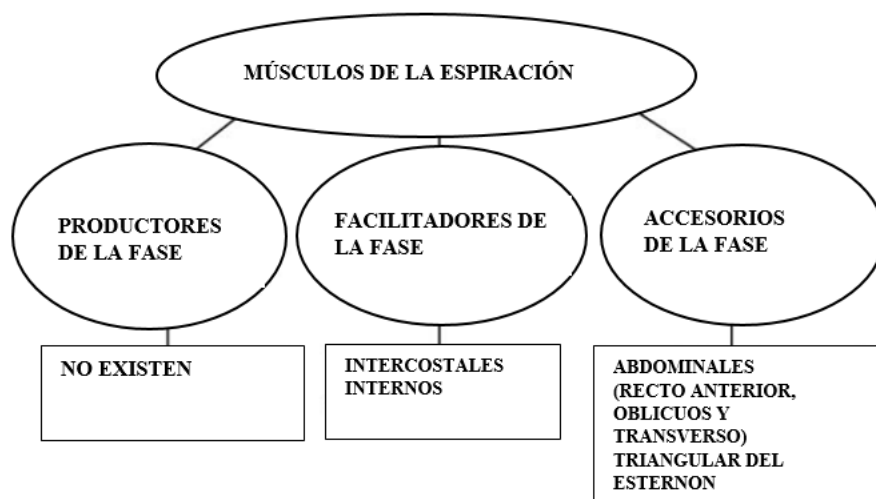 MÚSCULOS DE LA ESPIRACIÓN
PRODUCTORES
DE LA FASE
FACILITADORES DE
LA FASE
ACCESORIOS
DE LA FASE
NO EXISTEN
INTERCOSTALES
INTERNOS
ABDOMINALES
(RECTO ANTERIOR,
OBLICUOS Y
TRANSVERSO)
TRIANGULAR DEL
ESTERNON